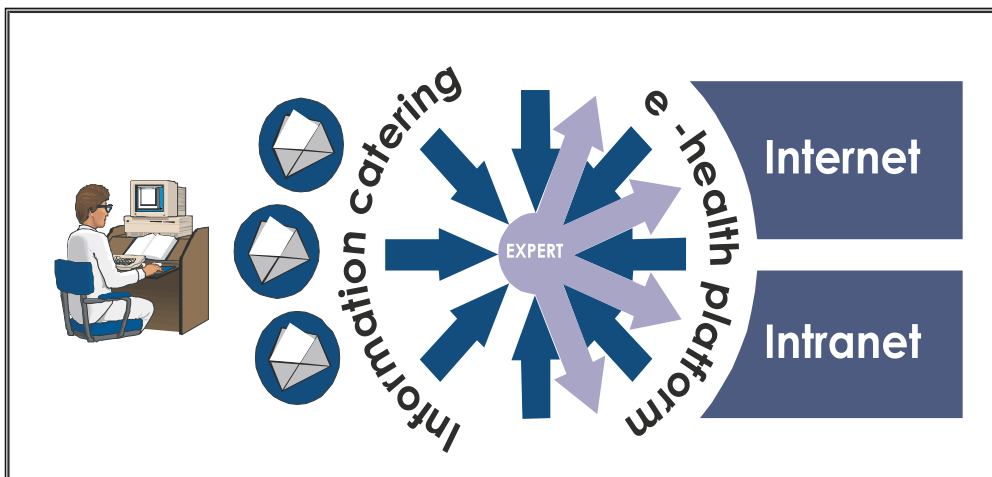 Information catering
EXPERT
e -health platform
Internet
Intranet